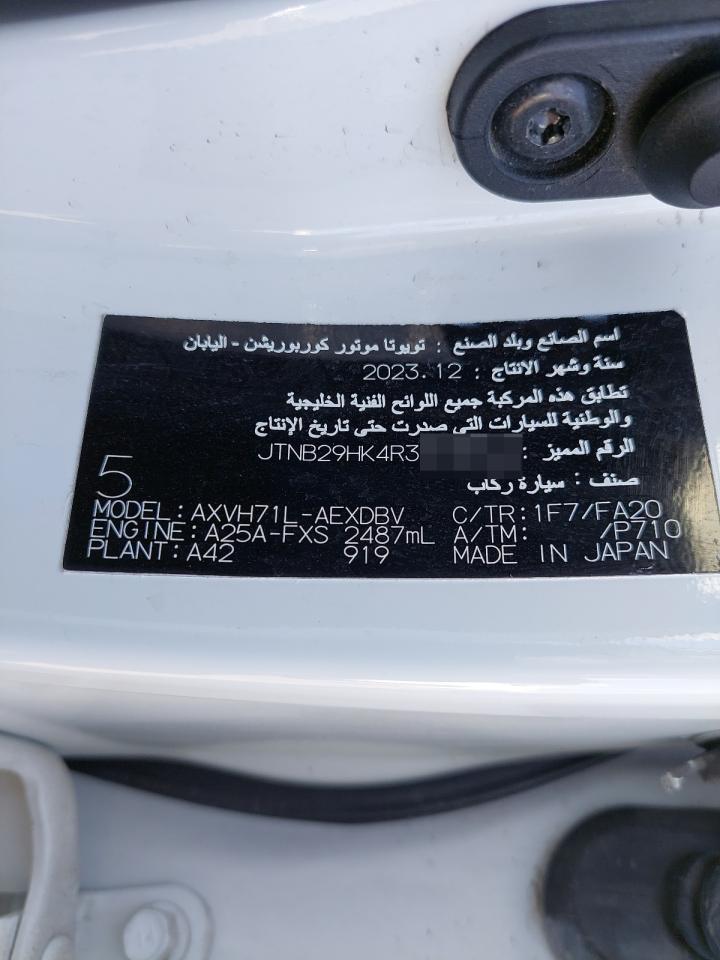 اسم الصانع وبلد الصنع : تويوتا موتور كوربوريشن - اليابان
سنة وشهر الانتاج : 2023.12
تطابق هذه المركبة جميع اللوائح الفنية الخليجية
والوطنية للسيارات التي صدرت حتى تاريخ الإنتاج
الرقم المميز : JTNB29HK4R3
صنف : سيارة ركاب
5
MODEL: AXVH71L-AEXDBV C/TR: 1F7/FA20
ENGINE: A25A-FXS 2487mL A/TM: /P710
PLANT: A42 919 MADE IN JAPAN